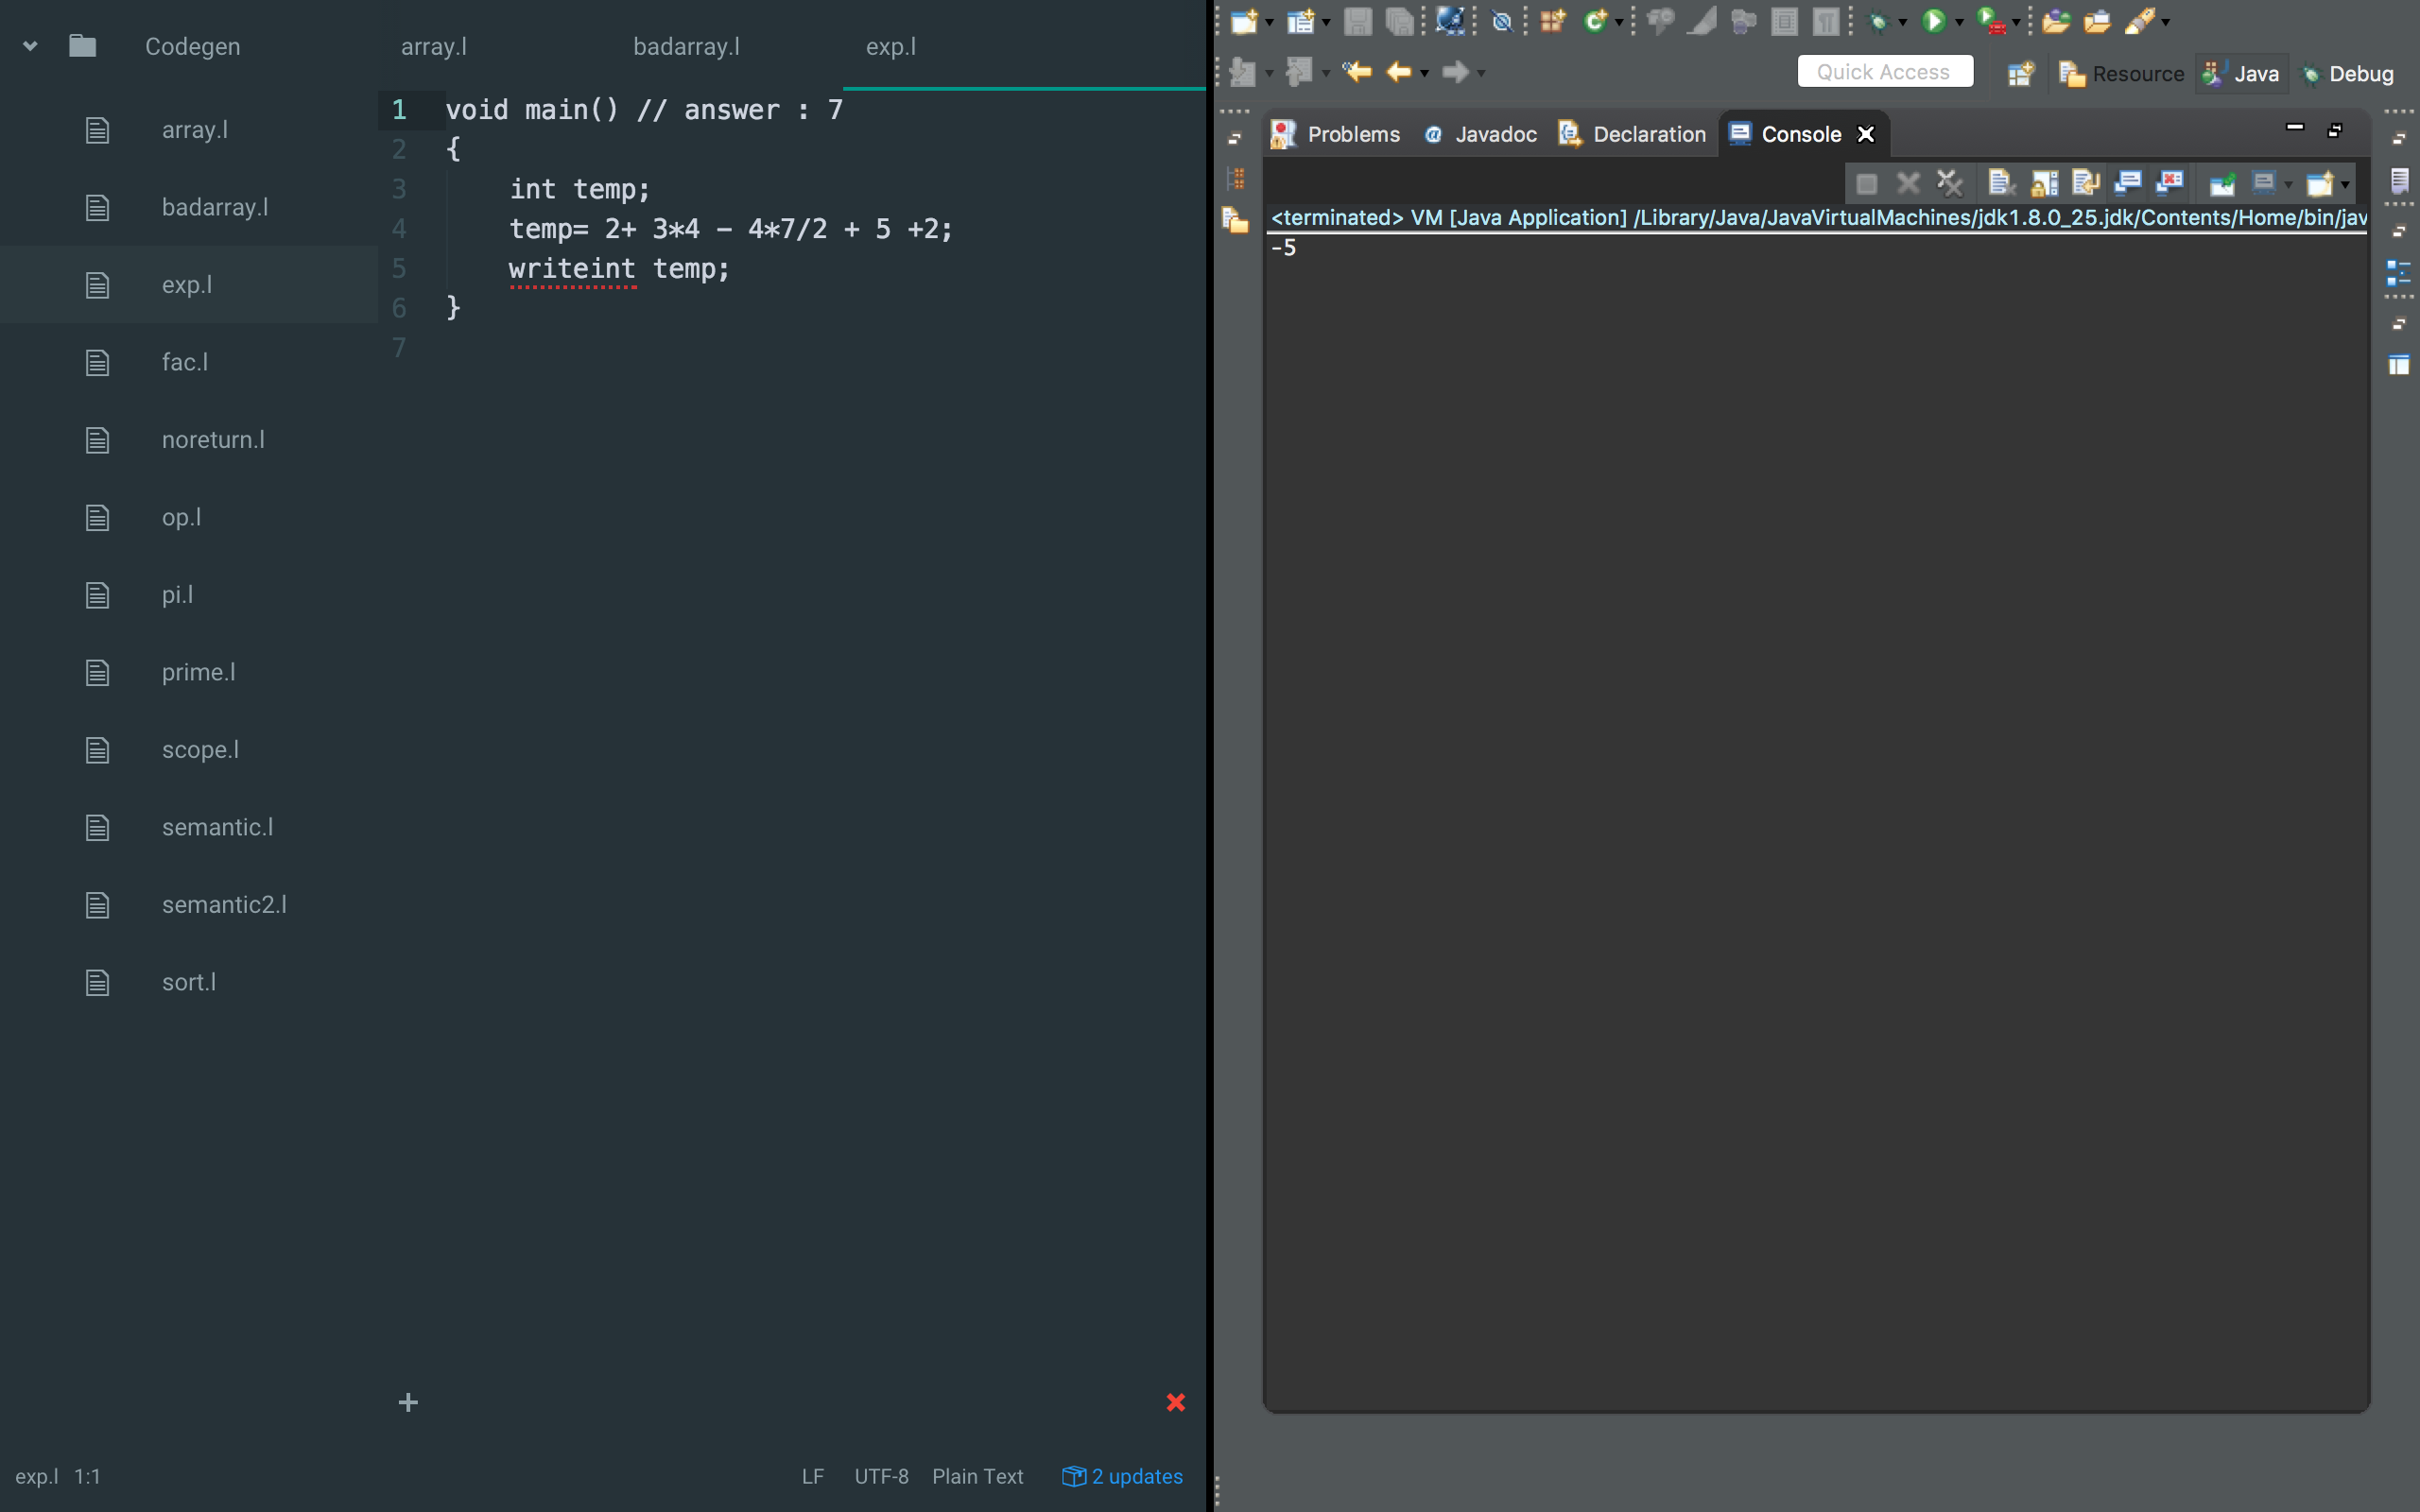 Codegen
array.l
badarray.l
exp.l
fac.l
noreturn.l
op.l
pi.l
prime.l
scope.l
semantic.l
semantic2.l
sort.l
array.l badarray.l exp.l
1 void main() // answer : 7
2 {
3 int temp;
4 temp= 2+ 3*4 - 4*7/2 + 5 +2;
5 writeint temp;
6 }
7
exp.l 1:1 LF UTF-8 Plain Text 2 updates
Quick Access Resource Java Debug
Problems @ Javadoc Declaration Console
<terminated> VM [Java Application] /Library/Java/JavaVirtualMachines/jdk1.8.0_25.jdk/Contents/Home/bin/jav
-5